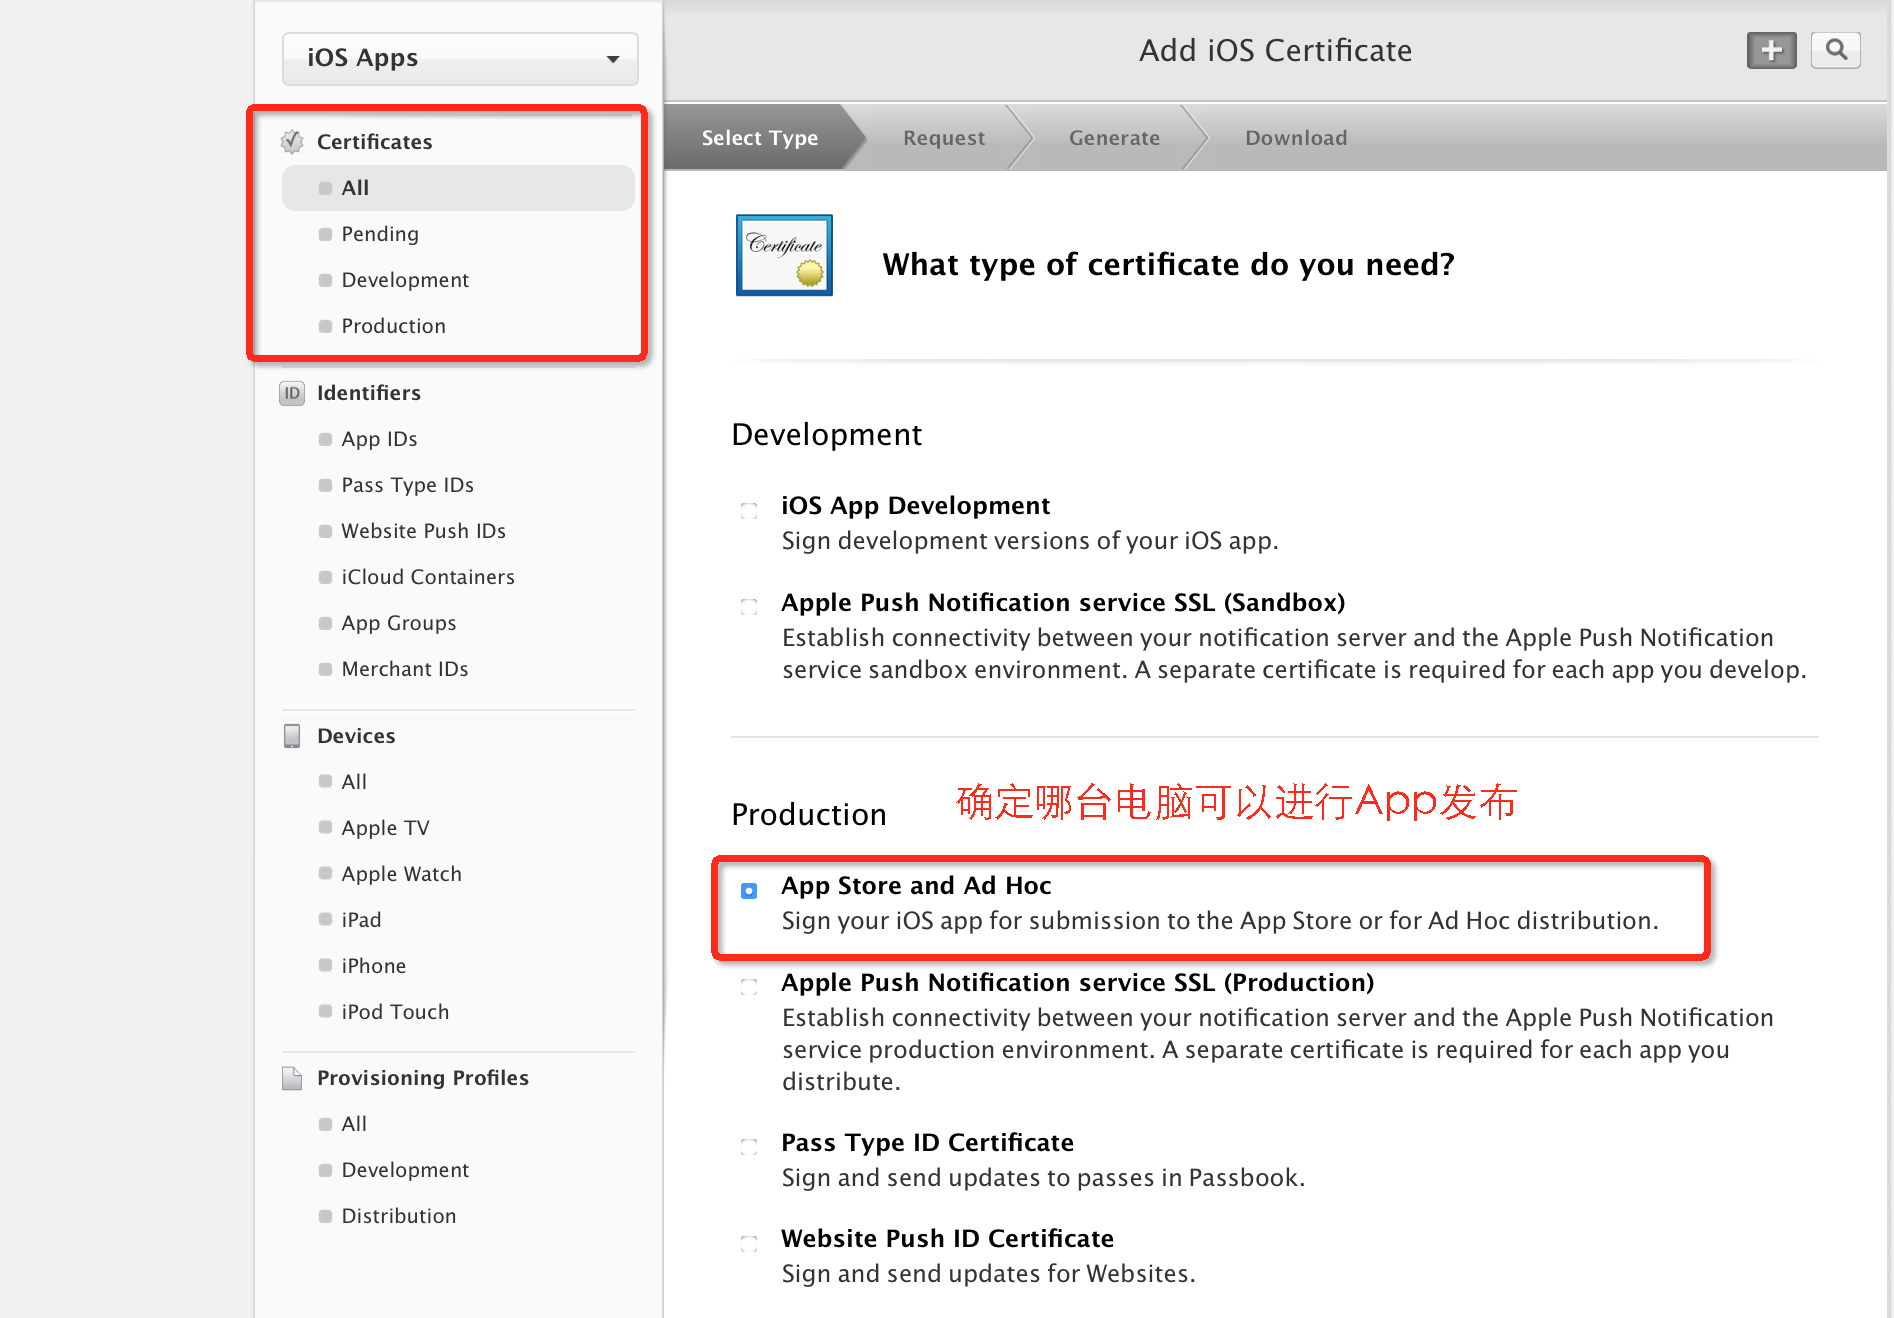 iOS Apps
Certificates
All
Pending
Development
Production
ID
Identifiers
App IDs
Pass Type IDs
Website Push IDs
iCloud Containers
App Groups
Merchant IDs
Devices
All
Apple TV
Apple Watch
iPad
iPhone
iPod Touch
Provisioning Profiles
All
Development
Distribution
Add iOS Certificate
Select Type
Request
Generate
Download
Certificate
What type of certificate do you need?
Development
iOS App Development
Sign development versions of your iOS app.
Apple Push Notification service SSL (Sandbox)
Establish connectivity between your notification server and the Apple Push Notification
service sandbox environment. A separate certificate is required for each app you develop.
Production
确定哪台电脑可以进行App发布
App Store and Ad Hoc
Sign your iOS app for submission to the App Store or for Ad Hoc distribution.
Apple Push Notification service SSL (Production)
Establish connectivity between your notification server and the Apple Push Notification
service production environment. A separate certificate is required for each app you
distribute.
Pass Type ID Certificate
Sign and send updates to passes in Passbook.
Website Push ID Certificate
Sign and send updates for Websites.